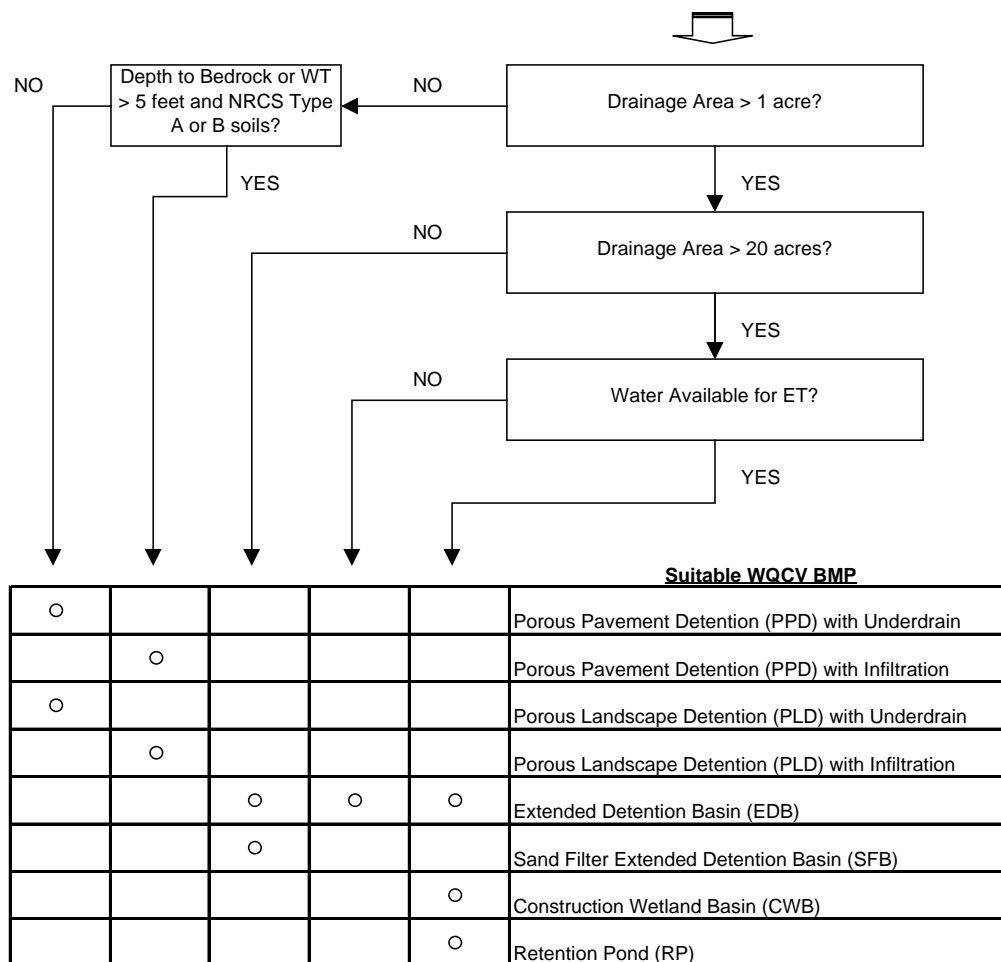 NO
Depth to Bedrock or WT
> 5 feet and NRCS Type
A or B soils?
NO
Drainage Area > 1 acre?
YES
YES
NO
Drainage Area > 20 acres?
YES
NO
Water Available for ET?
YES
Suitable WQCV BMP
Porous Pavement Detention (PPD) with Underdrain
Porous Pavement Detention (PPD) with Infiltration
Porous Landscape Detention (PLD) with Underdrain
Porous Landscape Detention (PLD) with Infiltration
Extended Detention Basin (EDB)
Sand Filter Extended Detention Basin (SFB)
Construction Wetland Basin (CWB)
Retention Pond (RP)